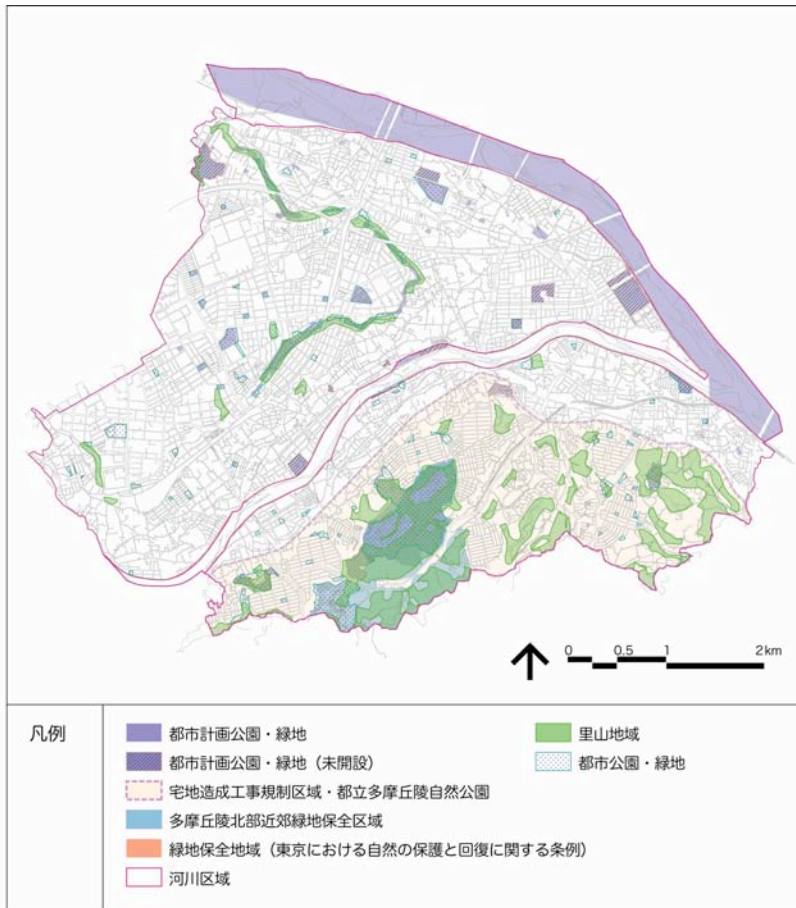 0 0.5 1 2km
凡例
都市計画公園・緑地
都市計画公園・緑地（未開設）
宅地造成工事規制区域・都立多摩丘陵自然公園
多摩丘陵北部近郊緑地保全区域
緑地保全地域（東京における自然の保護と回復に関する条例）
河川区域
里山地域
都市公園・緑地